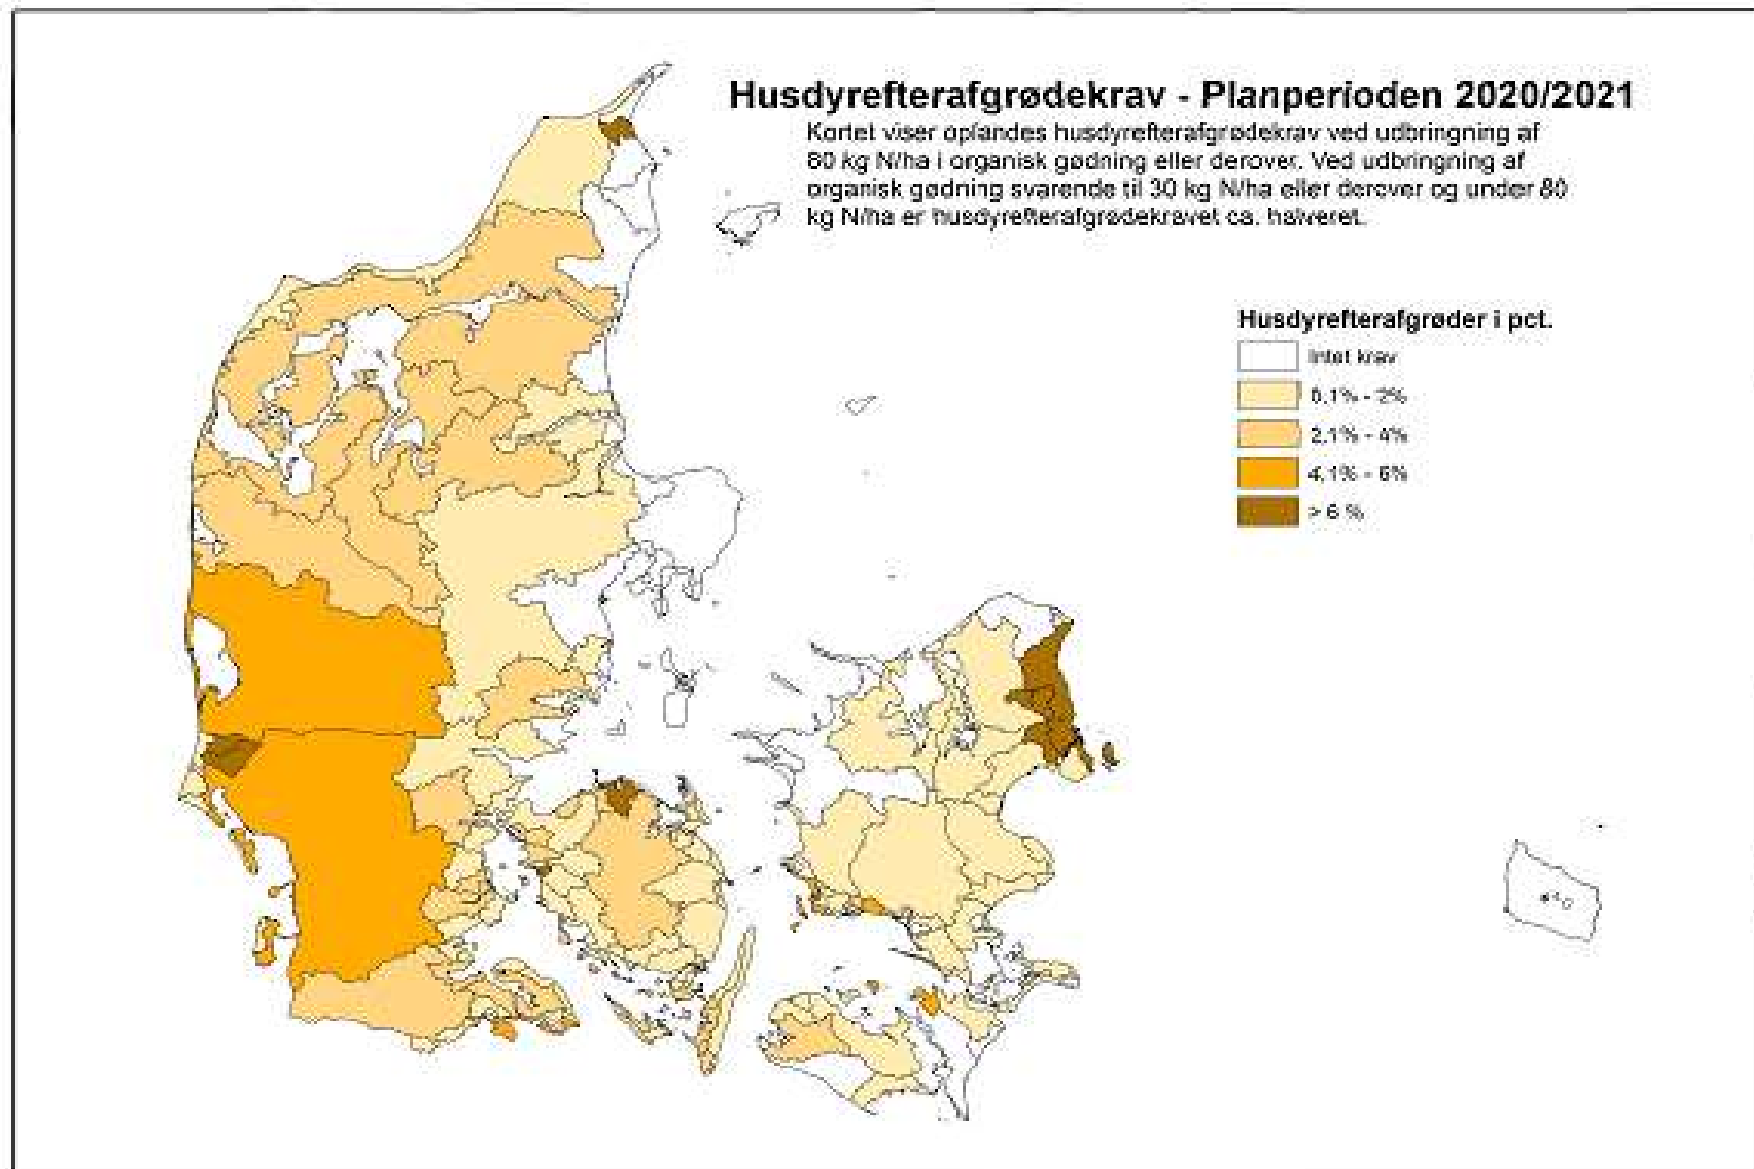 Husdyrefterafgrødekrav - Planperioden 2020/2021
Kortet viser oplandes husdyrefterafgrødekrav ved udbringning af
80 kg N/ha i organisk gødning eller derover. Ved udbringning af
organisk gødning svarende til 30 kg N/ha eller derover og under 80
kg N/ha er husdyrefterafgrødekravet ca. halveret.
Husdyrefterafgrøder i pct.
Intet krav
0,1% - 2%
2,1% - 4%
4,1% - 6%
> 6 %